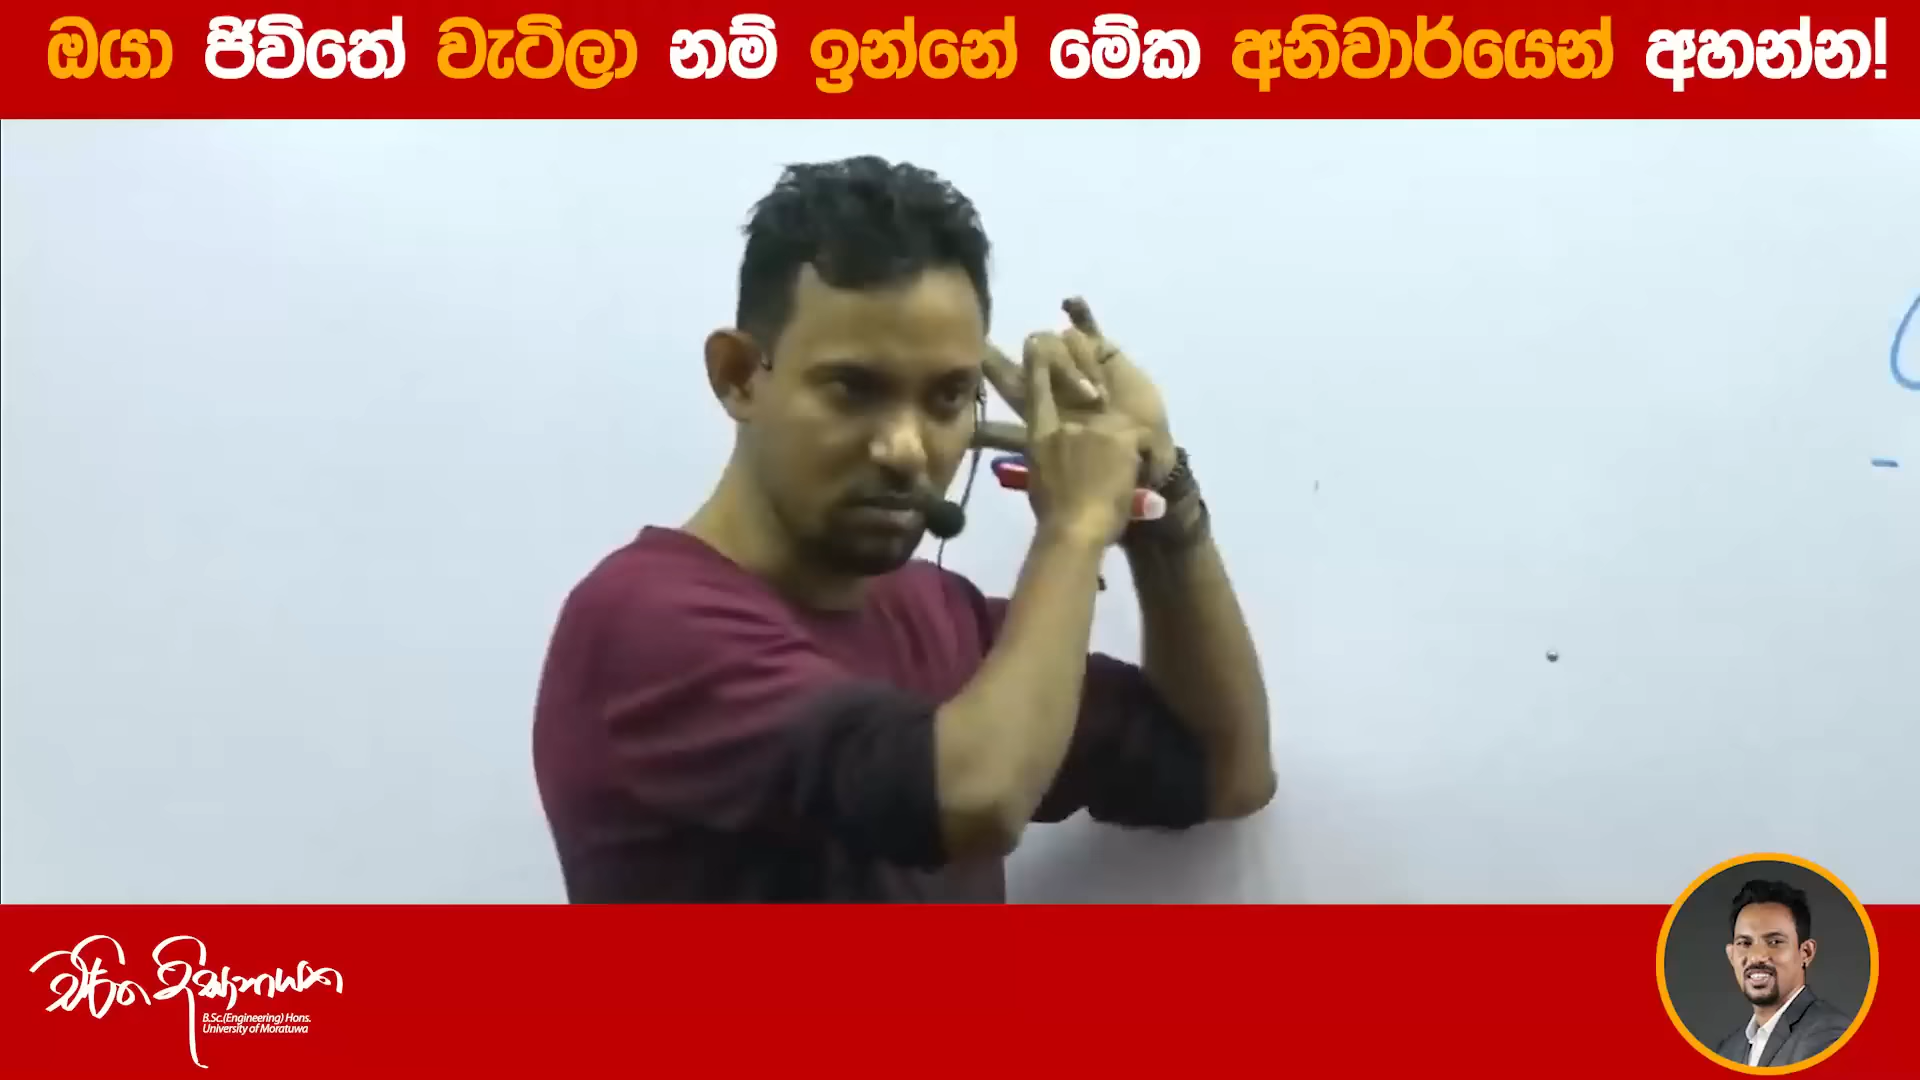 ඔයා ජීවිතේ වැටිලා නම් ඉන්නේ මේක අනිවාර්යෙන් අහන්න!
B.Sc.(Engineering) Hons.
University of Moratuwa